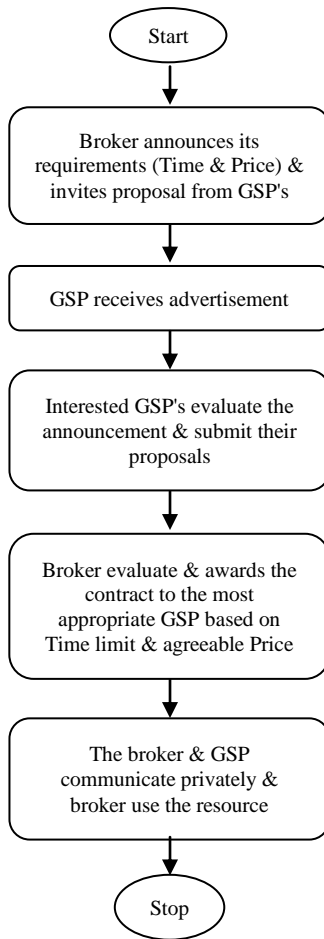 Start
Broker announces its
requirements (Time & Price) &
invites proposal from GSP's
GSP receives advertisement
Interested GSP's evaluate the
announcement & submit their
proposals
Broker evaluate & awards the
contract to the most
appropriate GSP based on
Time limit & agreeable Price
The broker & GSP
communicate privately &
broker use the resource
Stop